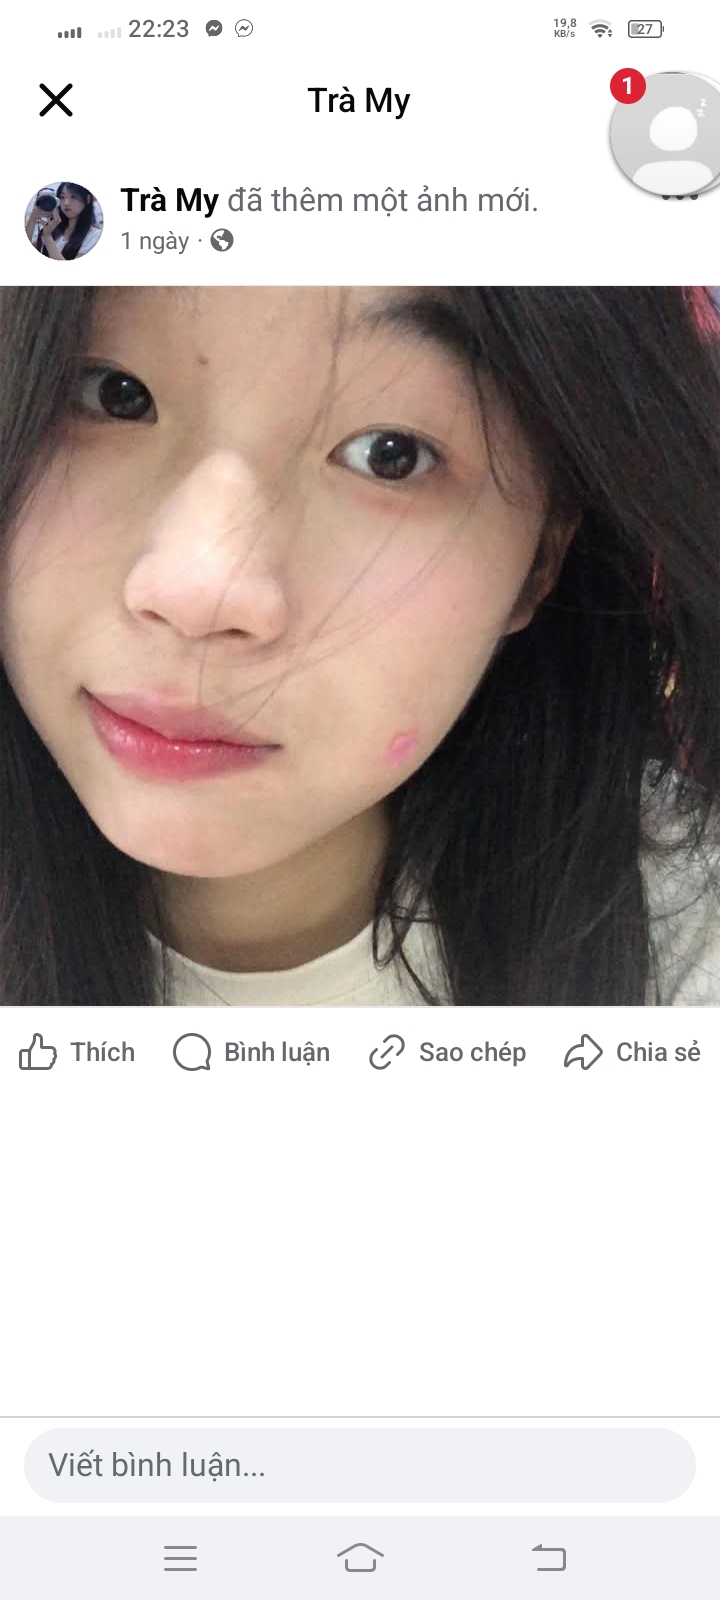 22:23
19,8
KB/s
27
Trà My
1
Trà My đã thêm một ảnh mới.
1 ngày ·
Thích
Bình luận
Sao chép
Chia sẻ
Viết bình luận...